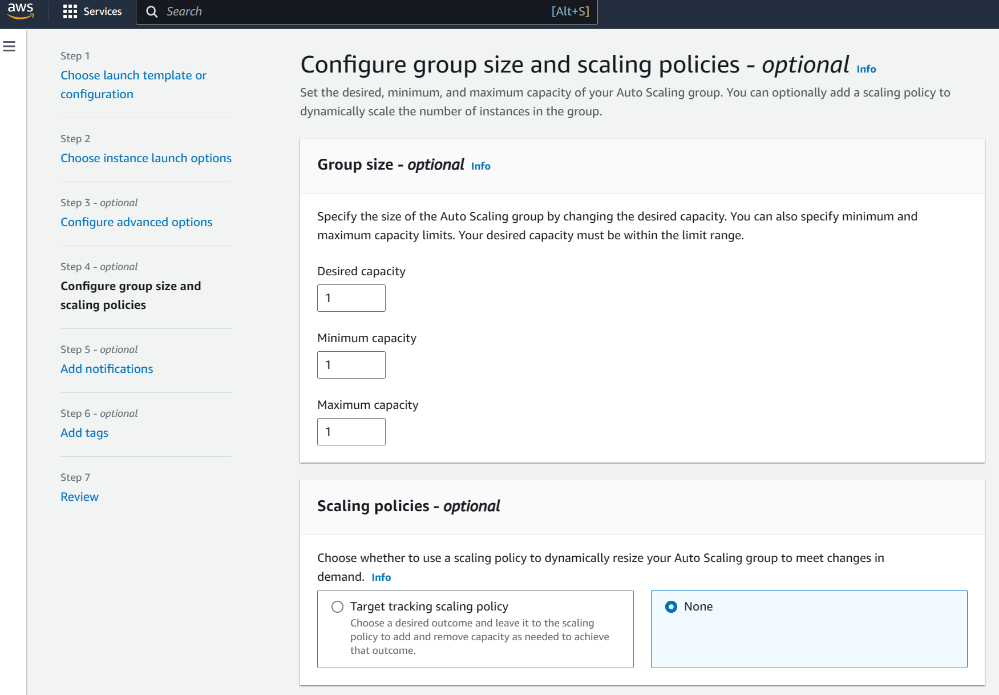 aws
Services
Search
[Alt+S]
Step 1
Choose launch template or
configuration
Step 2
Choose instance launch options
Step 3 - optional
Configure advanced options
Step 4 - optional
Configure group size and
scaling policies
Step 5 - optional
Add notifications
Step 6 - optional
Add tags
Step 7
Review
Configure group size and scaling policies - optional Info
Set the desired, minimum, and maximum capacity of your Auto Scaling group. You can optionally add a scaling policy to
dynamically scale the number of instances in the group.
Group size - optional Info
Specify the size of the Auto Scaling group by changing the desired capacity. You can also specify minimum and
maximum capacity limits. Your desired capacity must be within the limit range.
Desired capacity
1
Minimum capacity
1
Maximum capacity
1
Scaling policies - optional
Choose whether to use a scaling policy to dynamically resize your Auto Scaling group to meet changes in
demand. Info
Target tracking scaling policy
Choose a desired outcome and leave it to the scaling
policy to add and remove capacity as needed to achieve
that outcome.
None